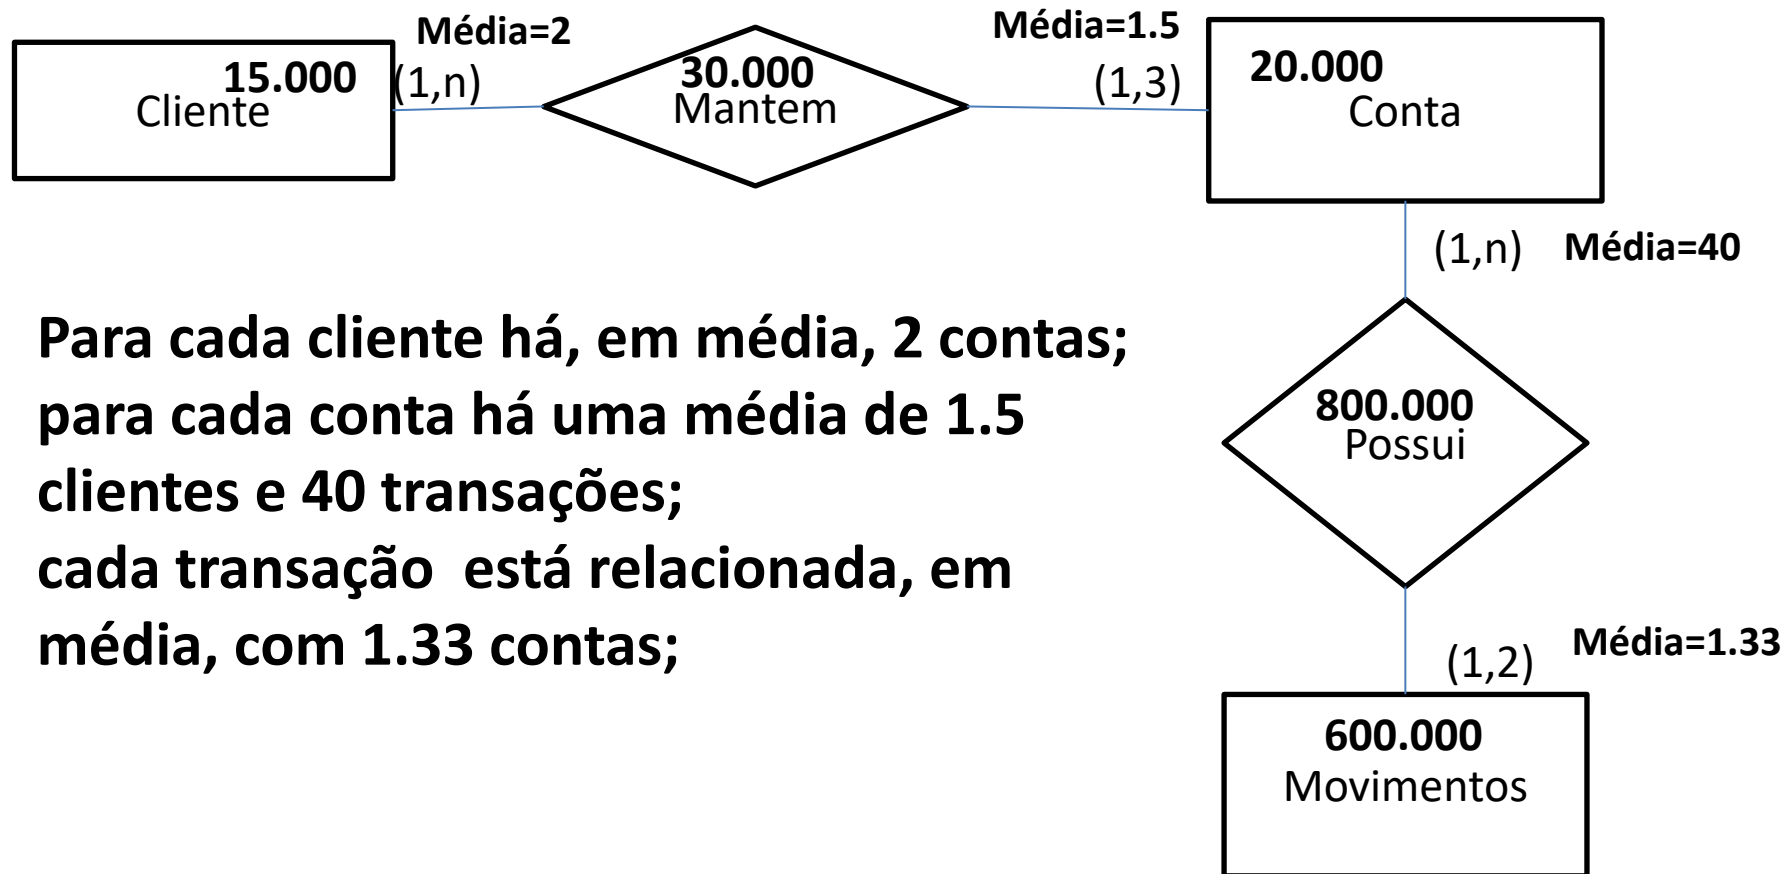 Média=2
Média=1.5
15.000
(1,n)
30.000
(1,3)
20.000
Cliente
Mantem
Conta
(1,n)
Média=40
Para cada cliente há, em média, 2 contas;
para cada conta há uma média de 1.5
clientes e 40 transações;
cada transação está relacionada, em
média, com 1.33 contas;
800.000
Possui
(1,2)
Média=1.33
600.000
Movimentos